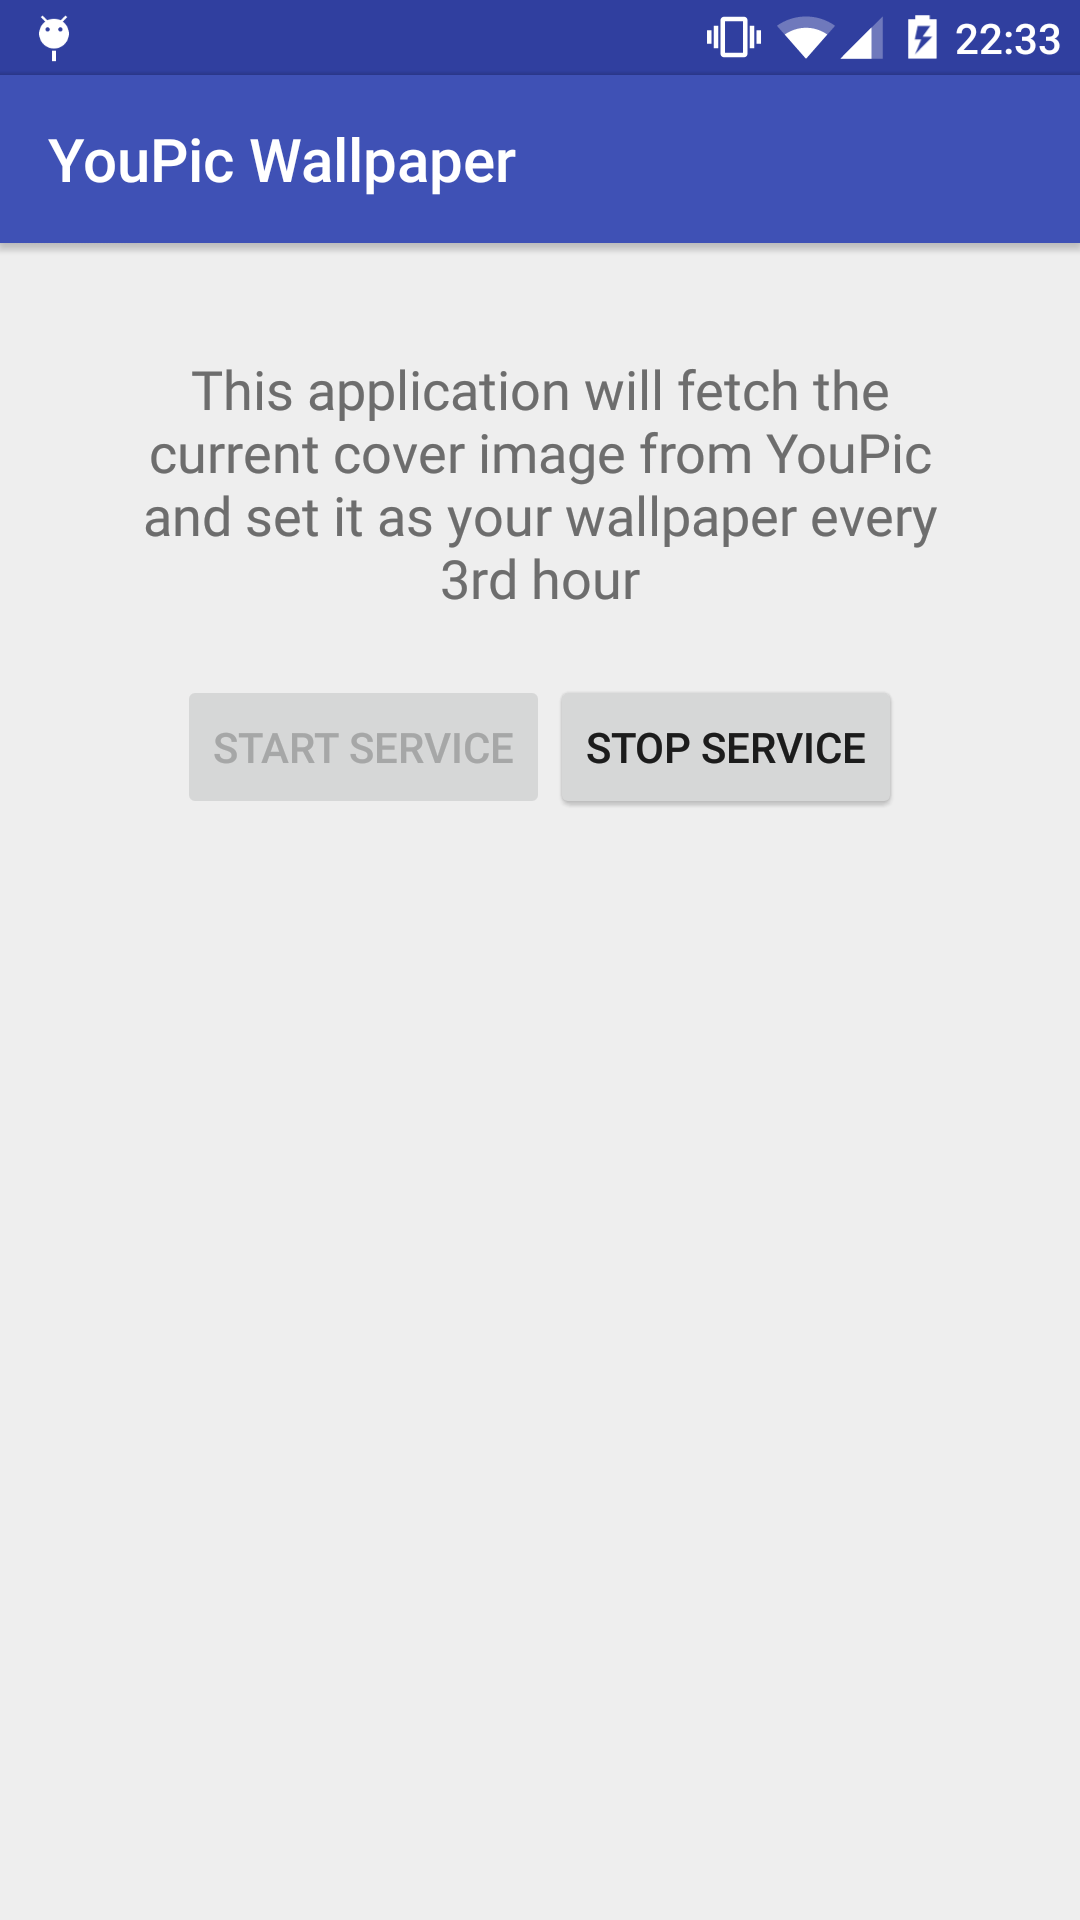 22:33
YouPic Wallpaper
This application will fetch the
current cover image from YouPic
and set it as your wallpaper every
3rd hour
START SERVICE
STOP SERVICE